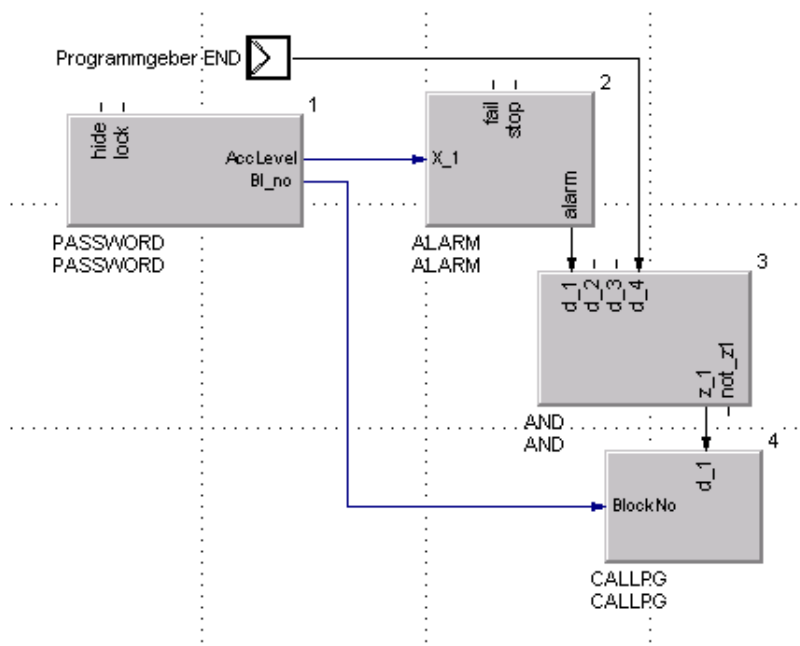 Programmgeber END
1
hide
lock
AccLevel
Bl_no
PASSWORD
PASSWORD
2
fail
stop
X_1
alarm
ALARM
ALARM
3
d_1
d_2
d_3
d_4
z_1
not_z1
AND
AND
4
d_1
BlockNo
CALLPG
CALLPG